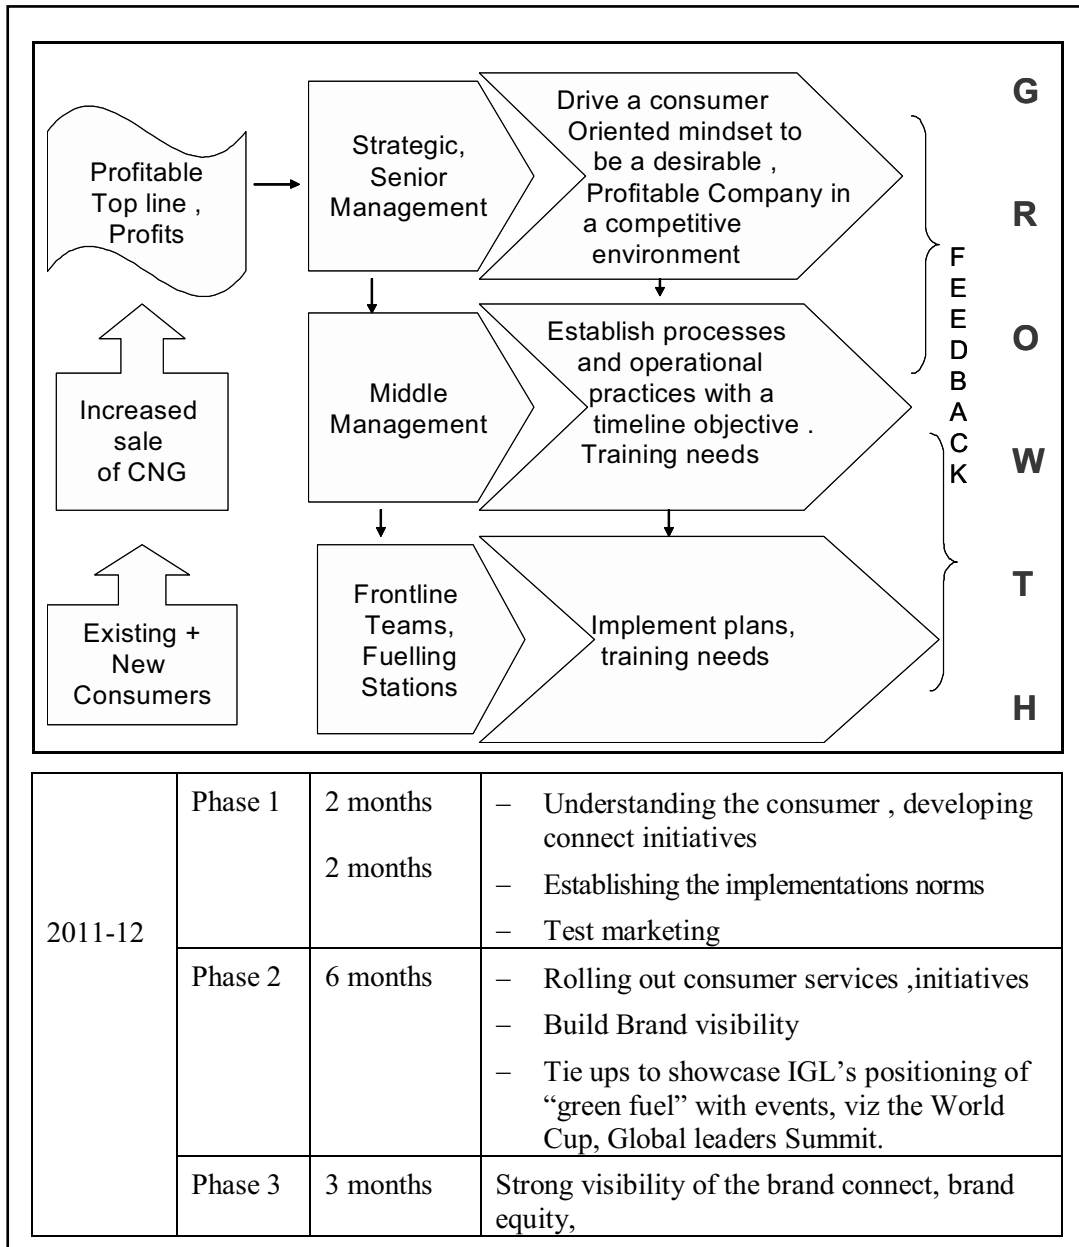 Profitable
Top line ,
Profits
Increased
sale
of CNG
Existing +
New
Consumers
Strategic,
Senior
Management
Drive a consumer
Oriented mindset to
be a desirable ,
Profitable Company in
a competitive
environment
Middle
Management
Establish processes
and operational
practices with a
timeline objective .
Training needs
Frontline
Teams,
Fuelling
Stations
Implement plans,
training needs
F
E
E
D
B
A
C
K
G
R
O
W
T
H
2011-12
Phase 1
2 months
2 months
– Understanding the consumer , developing
connect initiatives
– Establishing the implementations norms
– Test marketing
Phase 2
6 months
– Rolling out consumer services ,initiatives
– Build Brand visibility
– Tie ups to showcase IGL’s positioning of
“green fuel” with events, viz the World
Cup, Global leaders Summit.
Phase 3
3 months
Strong visibility of the brand connect, brand
equity,